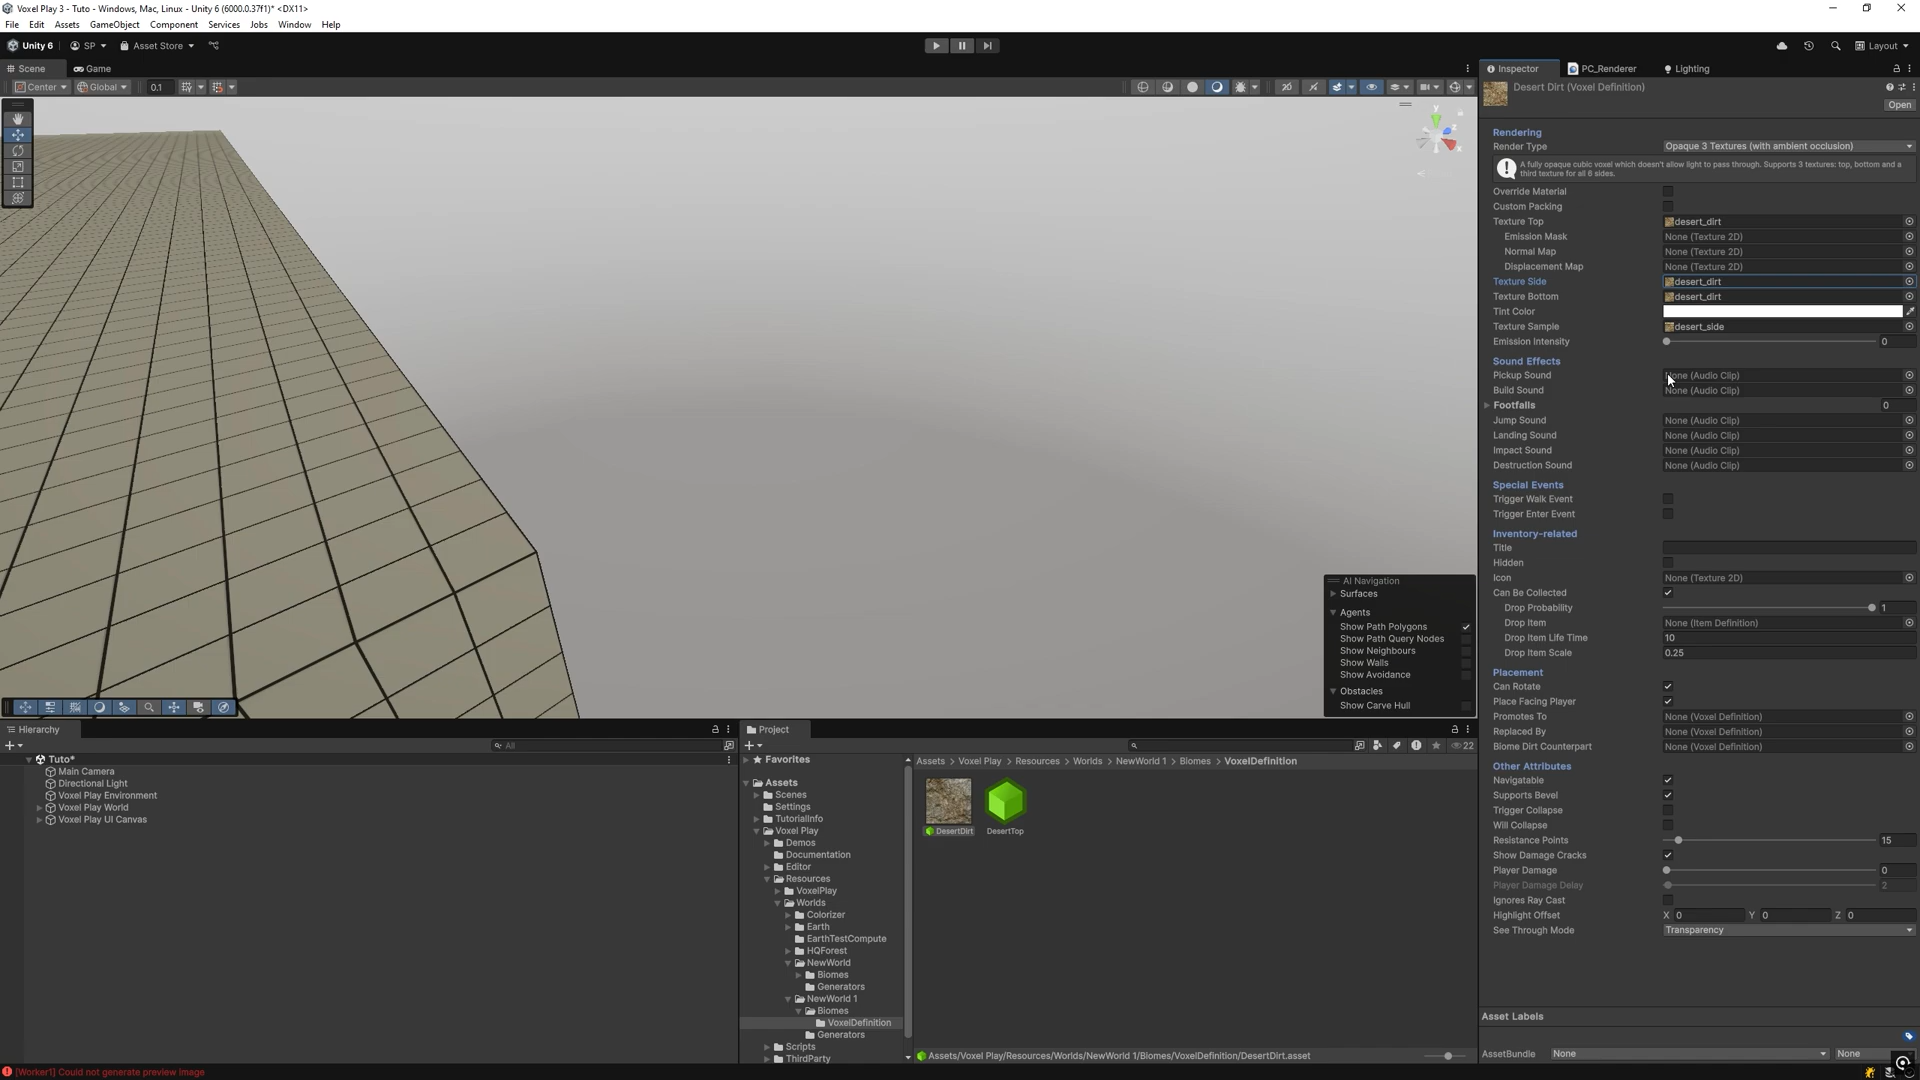 Voxel Play 3 - Tuto - Windows, Mac, Linux - Unity 6 (6000.0.37f1)* <DX11>
File Edit Assets GameObject Component Services Jobs Window Help
Unity 6 SP Asset Store Layout
Scene Game
Center Global 0.1
y
x
AI Navigation
Surfaces
Agents
Show Path Polygons
Show Path Query Nodes
Show Neighbours
Show Walls
Show Avoidance
Obstacles
Show Carve Hull
Inspector PC_Renderer Lighting
Desert Dirt (Voxel Definition)
Open
Rendering
Render Type Opaque 3 Textures (with ambient occlusion)
A fully opaque cubic voxel which doesn't allow light to pass through. Supports 3 textures: top, bottom and a
third texture for all 6 sides.
Override Material
Custom Packing
Texture Top desert_dirt
Emission Mask None (Texture 2D)
Normal Map None (Texture 2D)
Displacement Map None (Texture 2D)
Texture Side desert_dirt
Texture Bottom desert_dirt
Tint Color
Texture Sample desert_side
Emission Intensity 0
Sound Effects
Pickup Sound None (Audio Clip)
Build Sound None (Audio Clip)
Footfalls 0
Jump Sound None (Audio Clip)
Landing Sound None (Audio Clip)
Impact Sound None (Audio Clip)
Destruction Sound None (Audio Clip)
Special Events
Trigger Walk Event
Trigger Enter Event
Inventory-related
Title
Hidden
Icon None (Texture 2D)
Can Be Collected
Drop Probability 1
Drop Item None (Item Definition)
Drop Item Life Time 10
Drop Item Scale 0.25
Placement
Can Rotate
Place Facing Player
Promotes To None (Voxel Definition)
Replaced By None (Voxel Definition)
Biome Dirt Counterpart None (Voxel Definition)
Other Attributes
Navigatable
Supports Bevel
Trigger Collapse
Will Collapse
Resistance Points 15
Show Damage Cracks
Player Damage 0
Player Damage Delay 2
Ignores Ray Cast
Highlight Offset X 0 Y 0 Z 0
See Through Mode Transparency
Asset Labels
AssetBundle None None
Hierarchy
All
Tuto*
Main Camera
Directional Light
Voxel Play Environment
Voxel Play World
Voxel Play UI Canvas
Project
22
Favorites
Assets
Scenes
Settings
TutorialInfo
Voxel Play
Demos
Documentation
Editor
Resources
VoxelPlay
Worlds
Colorizer
Earth
EarthTestCompute
HQForest
NewWorld
Biomes
Generators
NewWorld 1
Biomes
VoxelDefinition
Generators
Scripts
ThirdParty
Assets > Voxel Play > Resources > Worlds > NewWorld 1 > Biomes > VoxelDefinition
DesertDirt DesertTop
Assets/Voxel Play/Resources/Worlds/NewWorld 1/Biomes/VoxelDefinition/DesertDirt.asset
[Worker1] Could not generate preview image